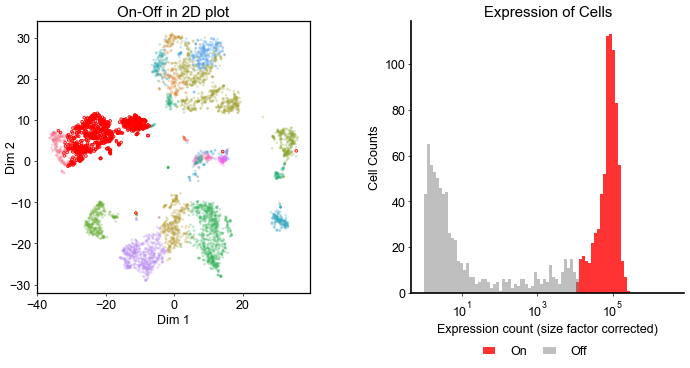 On-Off in 2D plot
30
20
10
0
−10
−20
−30
−40
−20
0
20
Dim 2
Dim 1
Expression of Cells
100
80
60
40
20
0
10^1
10^3
10^5
Cell Counts
Expression count (size factor corrected)
On
Off